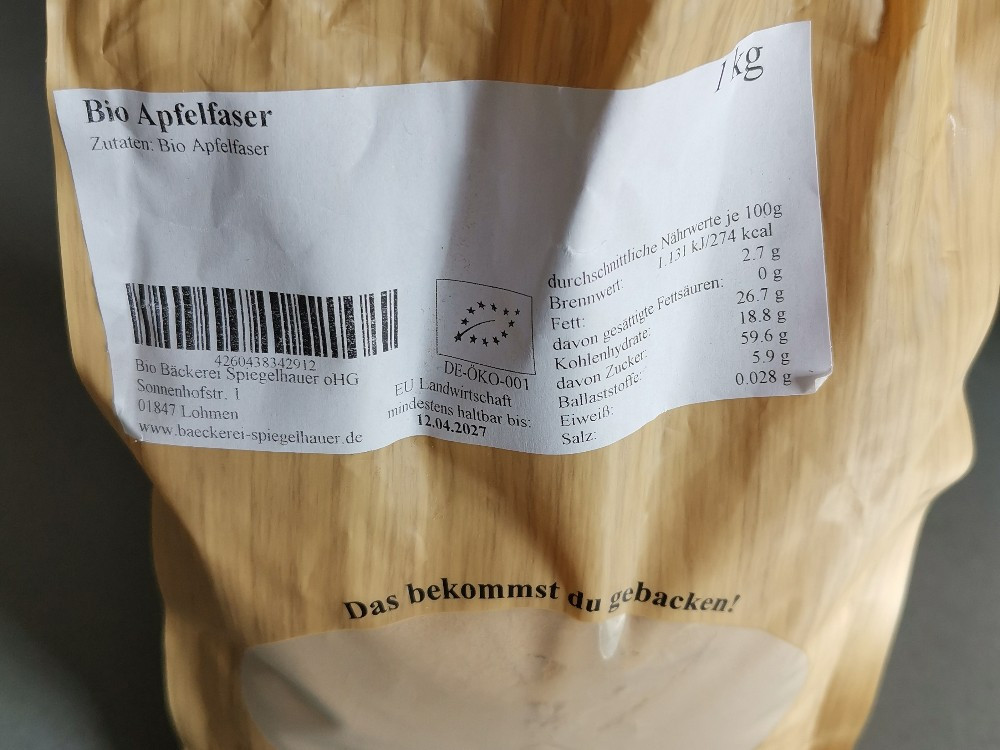 1 kg
Bio Apfelfaser
Zutaten: Bio Apfelfaser
durchschnittliche Nährwerte je 100g
Brennwert: 1.131 kJ/274 kcal
Fett: 2.7 g
davon gesättigte Fettsäuren: 0 g
Kohlenhydrate: 26.7 g
davon Zucker: 18.8 g
Ballaststoffe: 59.6 g
Eiweiß: 5.9 g
Salz: 0.028 g
4260438342912
Bio Bäckerei Spiegelhauer oHG
Sonnenhofstr. 1
01847 Lohmen
www.baeckerei-spiegelhauer.de
DE-ÖKO-001
EU Landwirtschaft
mindestens haltbar bis:
12.04.2027
Das bekommst du gebacken!